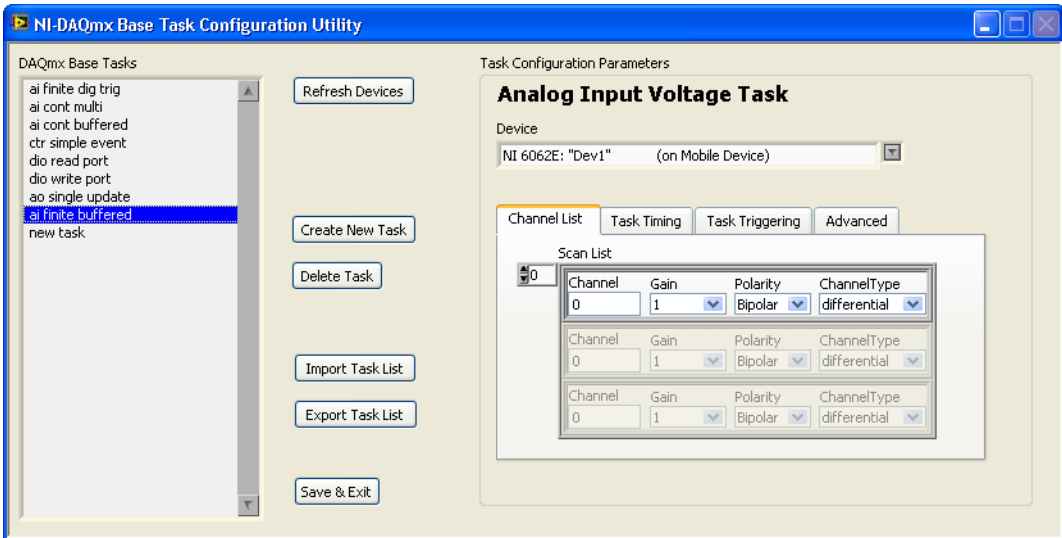 NI-DAQmx Base Task Configuration Utility
DAQmx Base Tasks
ai finite dig trig
ai cont multi
ai cont buffered
ctr simple event
dio read port
dio write port
ao single update
ai finite buffered
new task
Refresh Devices
Create New Task
Delete Task
Import Task List
Export Task List
Save & Exit
Task Configuration Parameters
Analog Input Voltage Task
Device
NI 6062E: "Dev1" (on Mobile Device)
Channel List Task Timing Task Triggering Advanced
Scan List
0
Channel Gain Polarity ChannelType
0 1 Bipolar differential
Channel Gain Polarity ChannelType
0 1 Bipolar differential
Channel Gain Polarity ChannelType
0 1 Bipolar differential